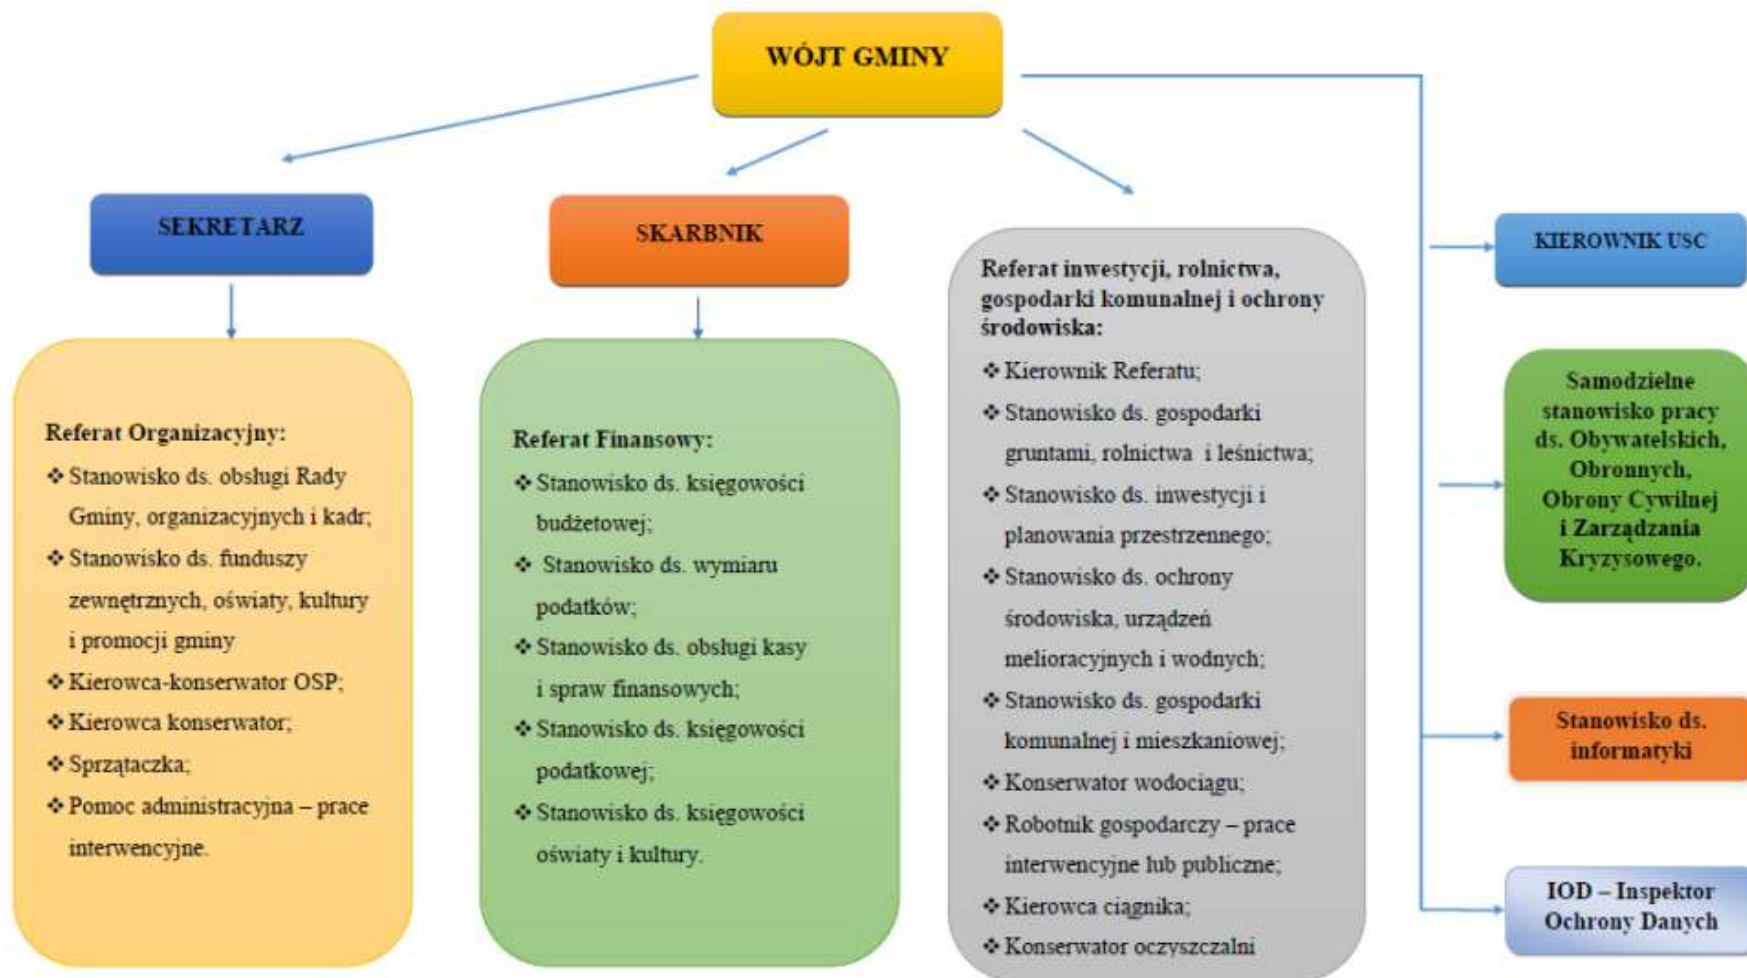 WÓJT GMINY
SEKRETARZ
Referat Organizacyjny:
❖ Stanowisko ds. obsługi Rady
Gminy, organizacyjnych i kadr;
❖ Stanowisko ds. funduszy
zewnętrznych, oświaty, kultury
i promocji gminy
❖ Kierowca-konserwator OSP;
❖ Kierowca konserwator;
❖ Sprzątaczka;
❖ Pomoc administracyjna – prace
interwencyjne.
SKARBNIK
Referat Finansowy:
❖ Stanowisko ds. księgowości
budżetowej;
❖ Stanowisko ds. wymiaru
podatków;
❖ Stanowisko ds. obsługi kasy
i spraw finansowych;
❖ Stanowisko ds. księgowości
podatkowej;
❖ Stanowisko ds. księgowości
oświaty i kultury.
Referat inwestycji, rolnictwa,
gospodarki komunalnej i ochrony
środowiska:
❖ Kierownik Referatu;
❖ Stanowisko ds. gospodarki
gruntami, rolnictwa i leśnictwa;
❖ Stanowisko ds. inwestycji i
planowania przestrzennego;
❖ Stanowisko ds. ochrony
środowiska, urządzeń
melioracyjnych i wodnych;
❖ Stanowisko ds. gospodarki
komunalnej i mieszkaniowej;
❖ Konserwator wodociągu;
❖ Robotnik gospodarczy – prace
interwencyjne lub publiczne;
❖ Kierowca ciągnika;
❖ Konserwator oczyszczalni
KIEROWNIK USC
Samodzielne
stanowisko pracy
ds. Obywatelskich,
Obronnych,
Obrony Cywilnej
i Zarządzania
Kryzysowego.
Stanowisko ds.
informatyki
IOD – Inspektor
Ochrony Danych